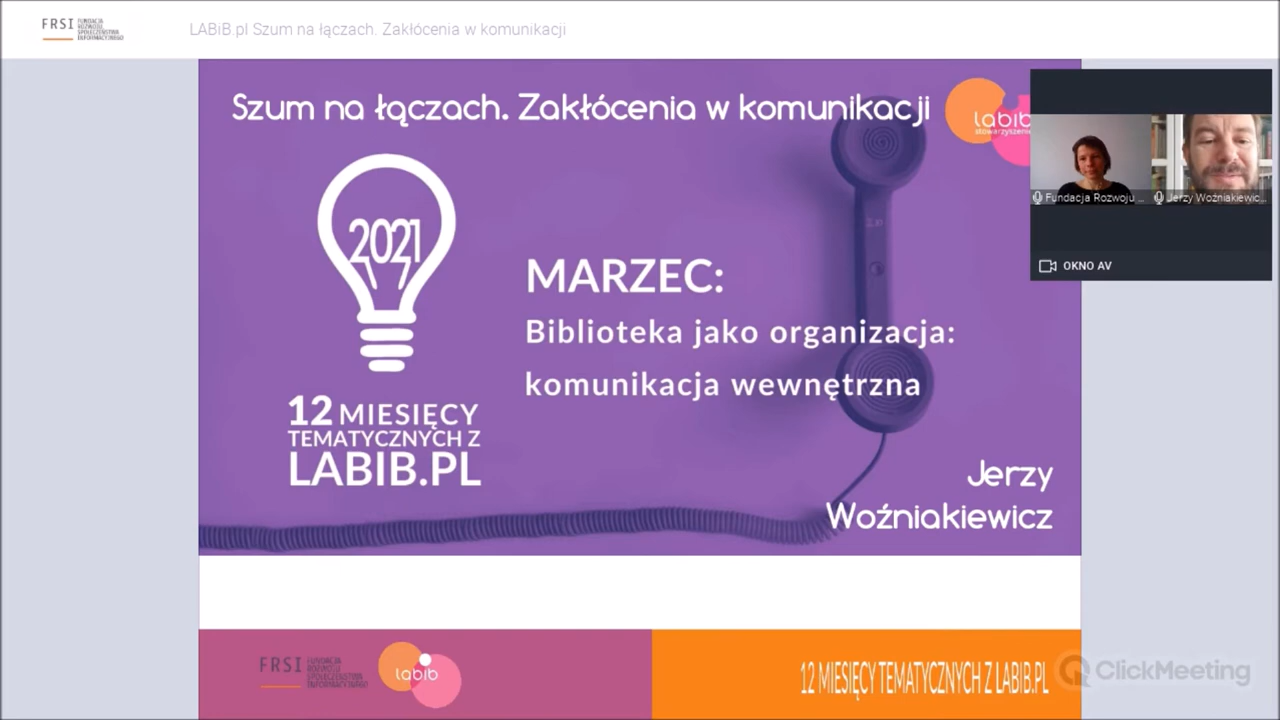 FRSI FUNDACJA
ROZWOJU
SPOŁECZEŃSTWA
INFORMACYJNEGO
LABiB.pl Szum na łączach. Zakłócenia w komunikacji
Szum na łączach. Zakłócenia w komunikacji
labib
stowarzyszenie
Fundacja Rozwoju ...
Jerzy Woźniakiewic...
OKNO AV
2021
MARZEC:
Biblioteka jako organizacja:
komunikacja wewnętrzna
12 MIESIĘCY
TEMATYCZNYCH Z
LABIB.PL
Jerzy
Woźniakiewicz
FRSI FUNDACJA
ROZWOJU
SPOŁECZEŃSTWA
INFORMACYJNEGO
labib
12 MIESIĘCY TEMATYCZNYCH Z LABIB.PL
ClickMeeting